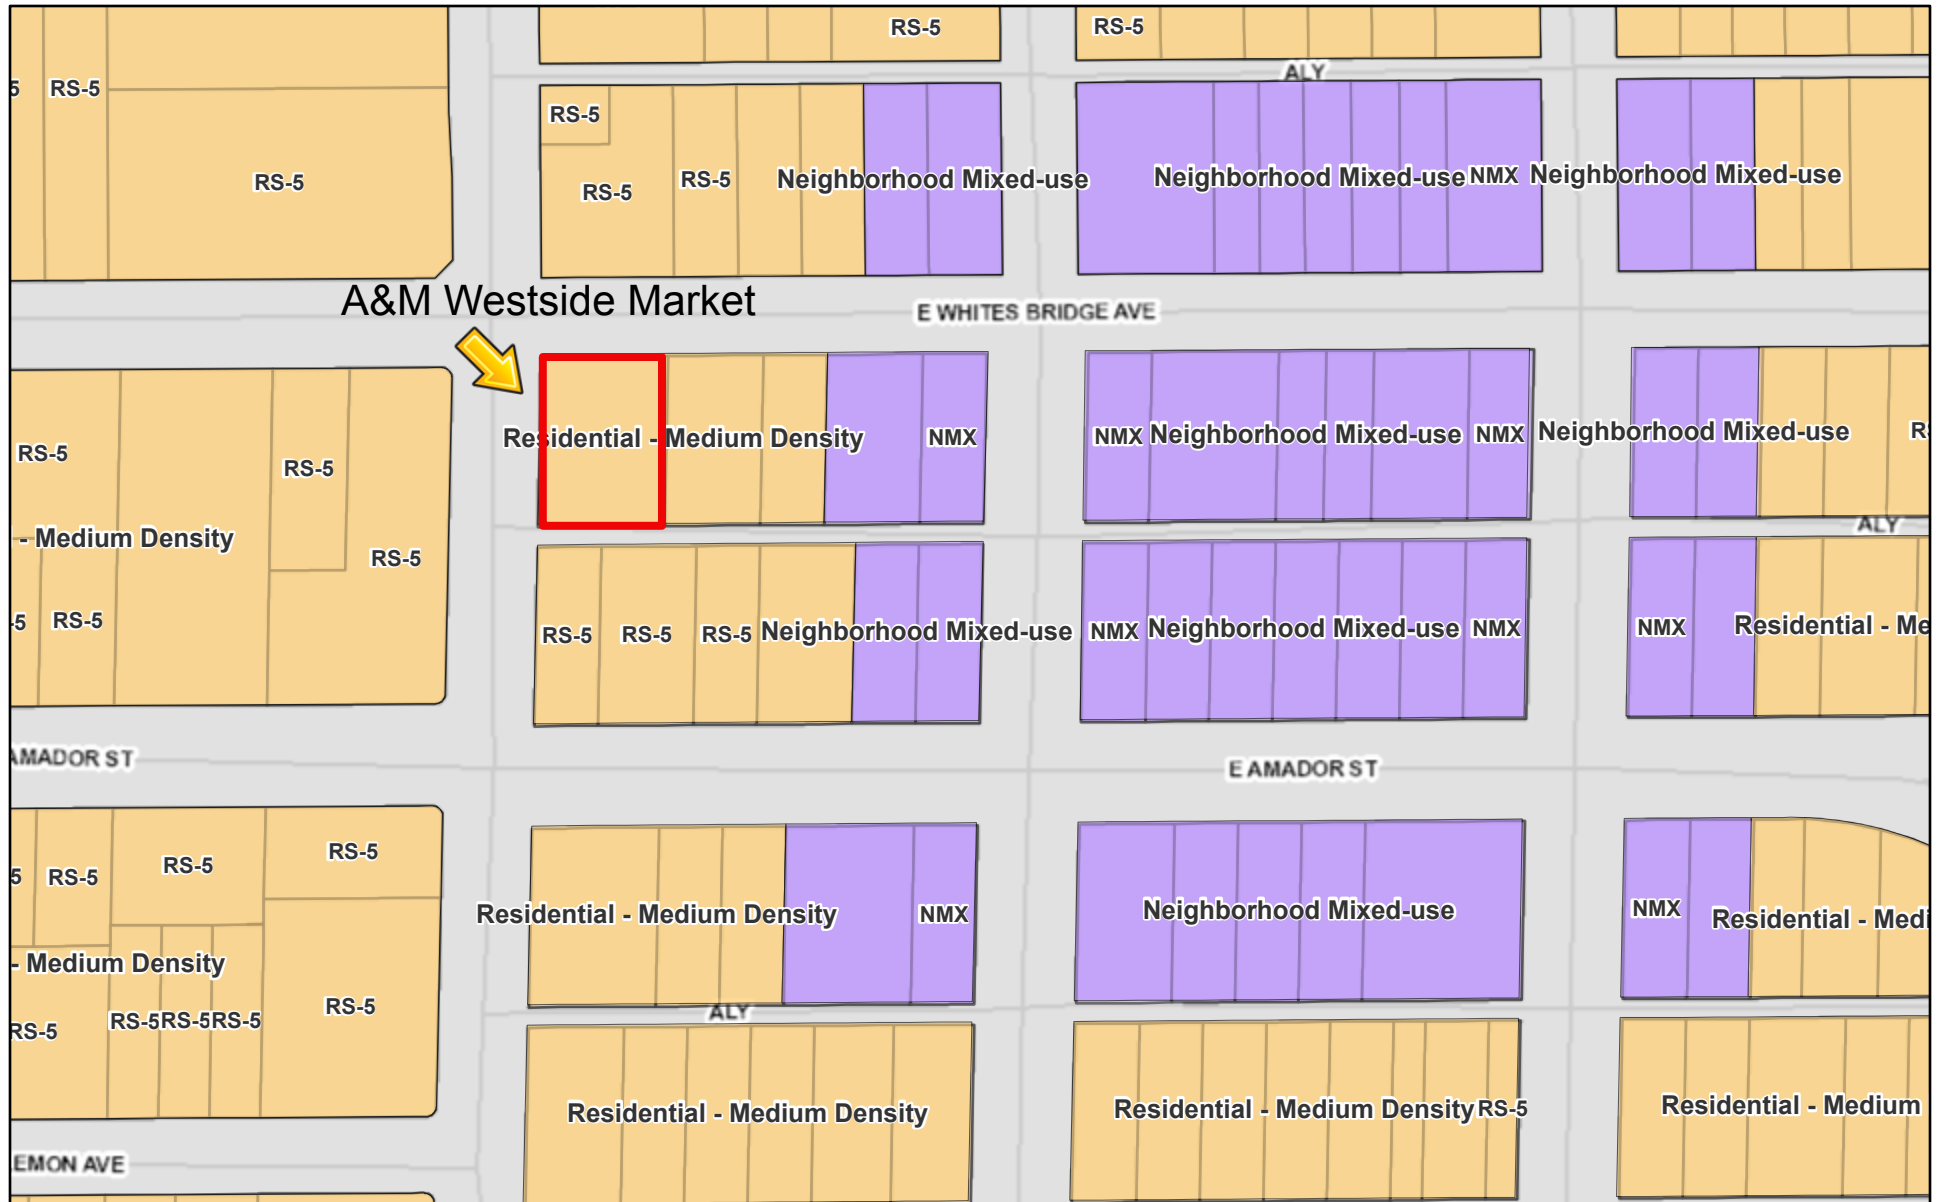 RS-5
RS-5
ALY
5
RS-5
RS-5
RS-5
RS-5
RS-5
Neighborhood Mixed-use
Neighborhood Mixed-use
NMX
Neighborhood Mixed-use
RS-5
A&M Westside Market
E WHITES BRIDGE AVE
Residential - Medium Density
NMX
NMX
Neighborhood Mixed-use
NMX
Neighborhood Mixed-use
RS-5
RS-5
ALY
- Medium Density
RS-5
-5
RS-5
RS-5
RS-5
RS-5
Neighborhood Mixed-use
NMX
Neighborhood Mixed-use
NMX
NMX
Residential - Me
AMADOR ST
E AMADOR ST
5
RS-5
RS-5
RS-5
Residential - Medium Density
NMX
Neighborhood Mixed-use
NMX
Residential - Medi
- Medium Density
RS-5
RS-5
RS-5
RS-5
RS-5
ALY
Residential - Medium Density
Residential - Medium Density
RS-5
Residential - Medium
EMON AVE